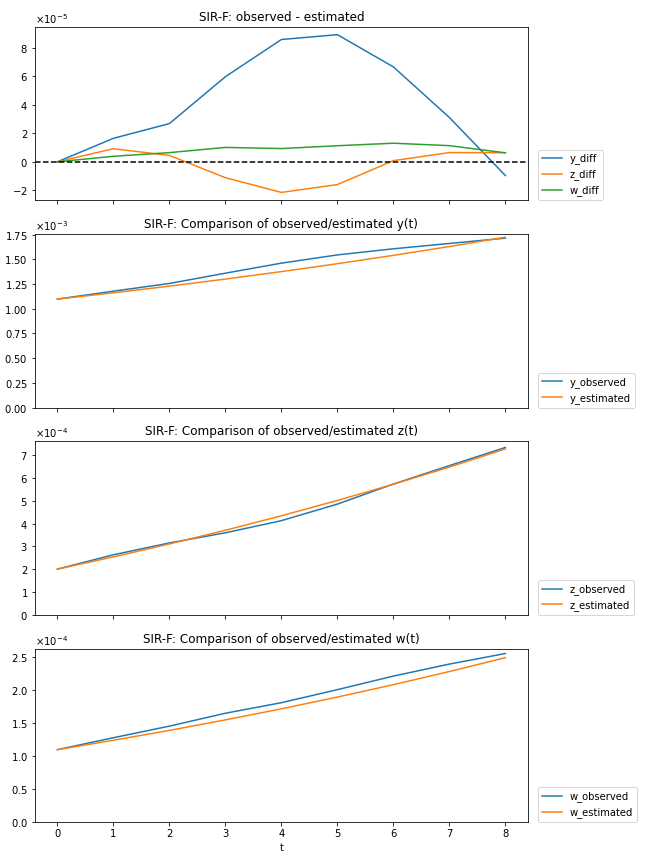 ×10⁻⁵
SIR-F: observed - estimated
8
6
4
2
0
−2
y_diff
z_diff
w_diff
×10⁻³
SIR-F: Comparison of observed/estimated y(t)
1.75
1.50
1.25
1.00
0.75
0.50
0.25
0.00
y_observed
y_estimated
×10⁻⁴
SIR-F: Comparison of observed/estimated z(t)
7
6
5
4
3
2
1
0
z_observed
z_estimated
×10⁻⁴
SIR-F: Comparison of observed/estimated w(t)
2.5
2.0
1.5
1.0
0.5
0.0
w_observed
w_estimated
0 1 2 3 4 5 6 7 8
t